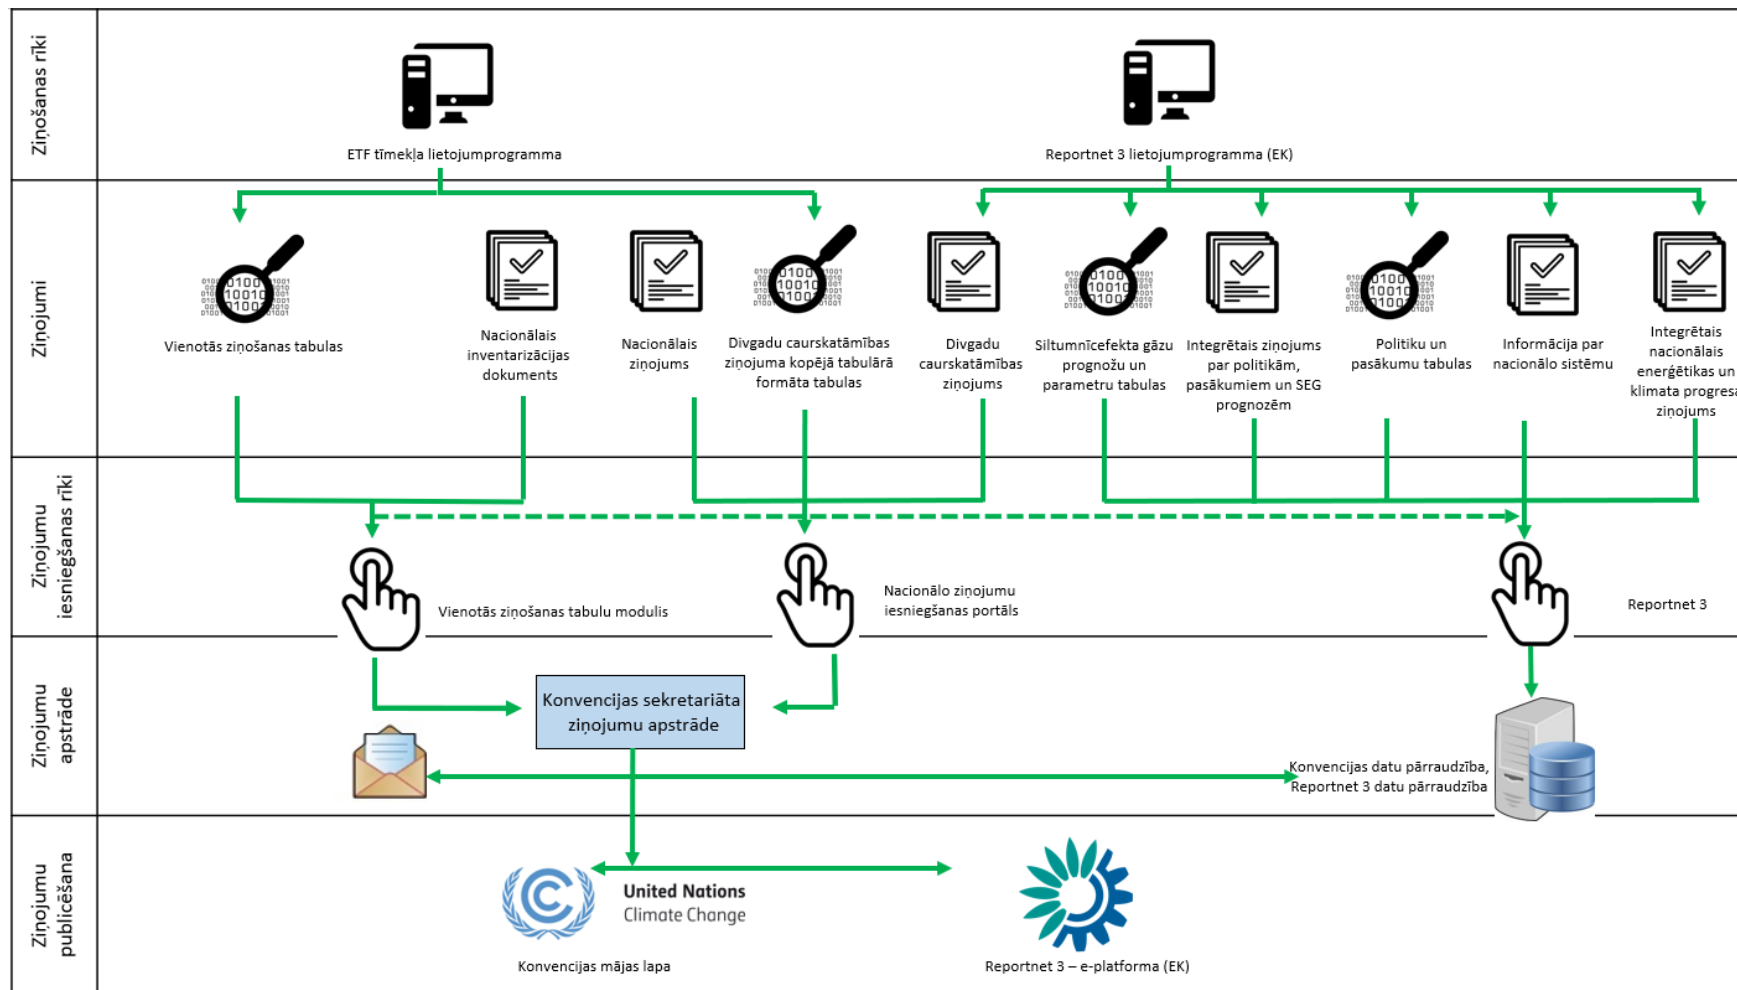 Ziņošanas rīki
ETF tīmekļa lietojumprogramma
Reportnet 3 lietojumprogramma (EK)
Ziņojumi
Vienotās ziņošanas tabulas
Nacionālais
inventarizācijas
dokuments
Nacionālais
ziņojums
Divgadu caurskatāmības
ziņojuma kopējā tabulārā
formāta tabulas
Divgadu
caurskatāmības
ziņojums
Siltumnīcefekta gāzu
prognožu un
parametru tabulas
Integrētais ziņojums
par politikām,
pasākumiem un SEG
prognozēm
Politiku un
pasākumu tabulas
Informācija par
nacionālo sistēmu
Integrētais
nacionālais
enerģētikas un
klimata progresa
ziņojums
Ziņojumu
iesniegšanas rīki
Vienotās ziņošanas tabulu modulis
Nacionālo ziņojumu
iesniegšanas portāls
Reportnet 3
Ziņojumu
apstrāde
Konvencijas sekretariāta
ziņojumu apstrāde
Konvencijas datu pārraudzība,
Reportnet 3 datu pārraudzība
Ziņojumu
publicēšana
United Nations
Climate Change
Konvencijas mājas lapa
Reportnet 3 – e-platforma (EK)